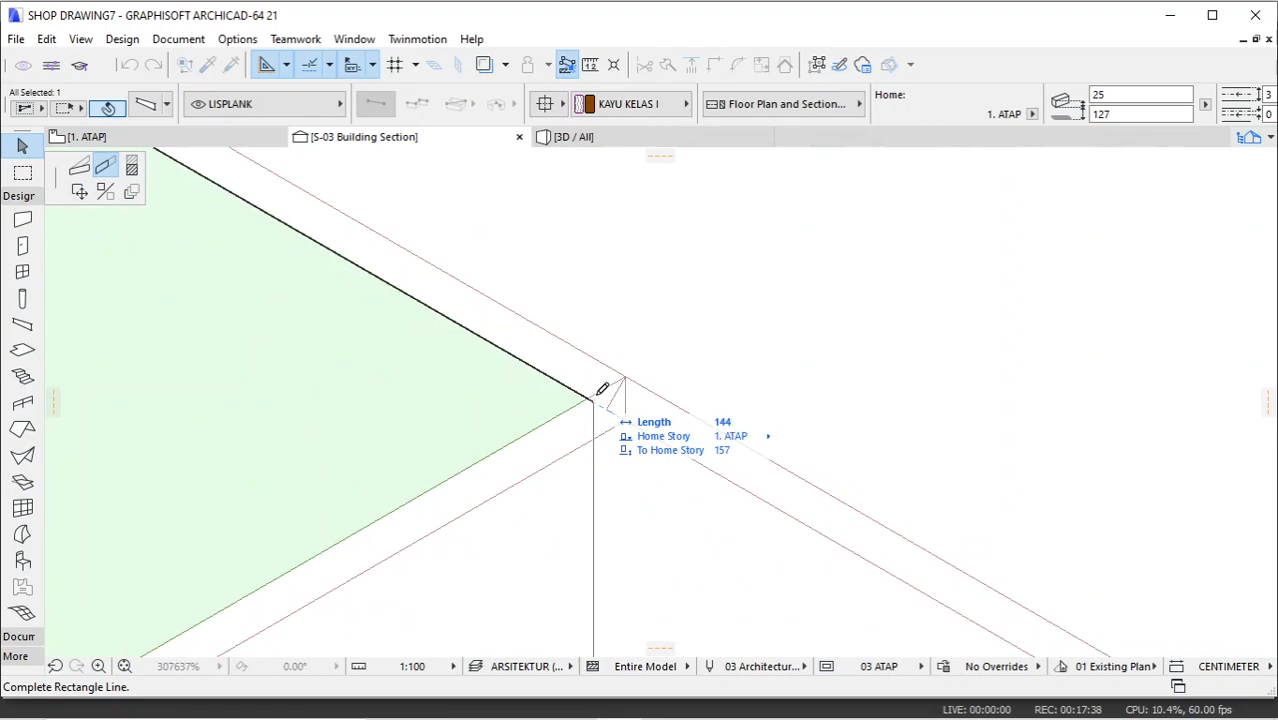 SHOP DRAWING7 - GRAPHISOFT ARCHICAD-64 21
File Edit View Design Document Options Teamwork Window Twinmotion Help
All Selected: 1
LISPLANK
KAYU KELAS I
Floor Plan and Section...
Home:
1. ATAP
25
127
3
0
[1. ATAP]
[S-03 Building Section]
[3D / All]
Design
Length 144
Home Story 1. ATAP
To Home Story 157
Docum
More
307637%
0.00°
1:100
ARSITEKTUR (...
Entire Model
03 Architectur...
03 ATAP
No Overrides
01 Existing Plan
CENTIMETER
Complete Rectangle Line.
LIVE: 00:00:00 REC: 00:17:38 CPU: 10.4%, 60.00 fps